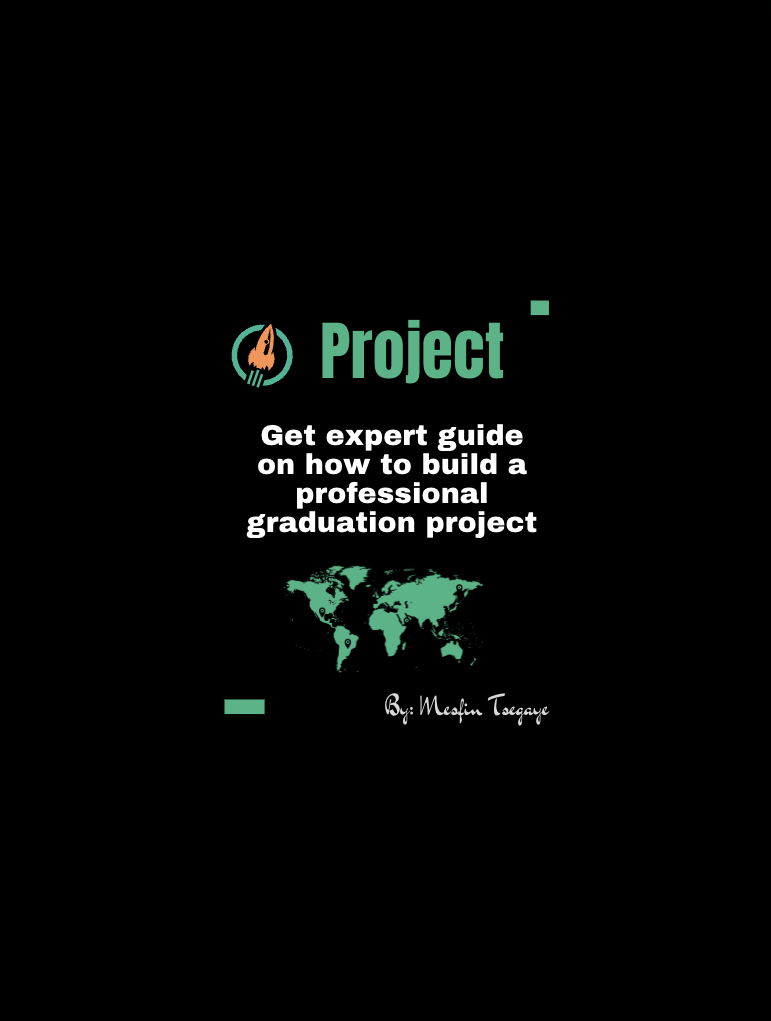 Project
Get expert guide
on how to build a
professional
graduation project
By: Mesfin Tsegaye